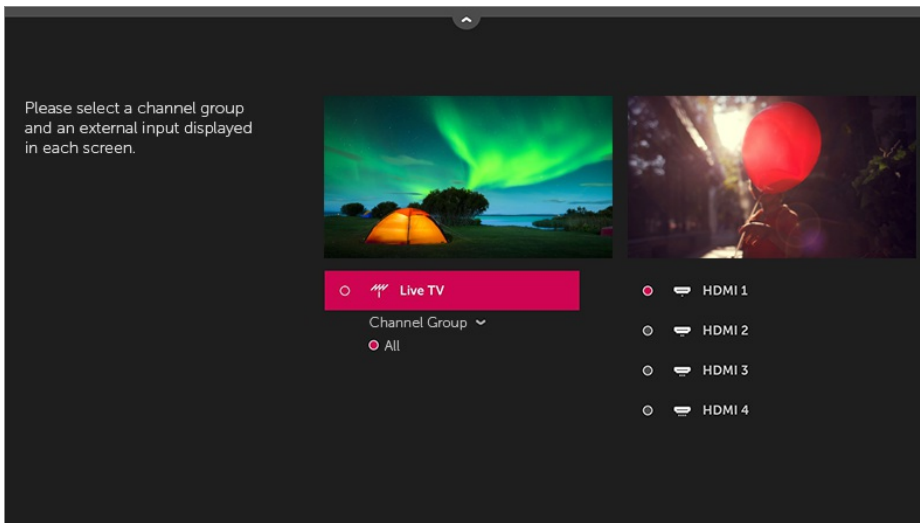 Please select a channel group
and an external input displayed
in each screen.
Live TV
Channel Group
All
HDMI 1
HDMI 2
HDMI 3
HDMI 4